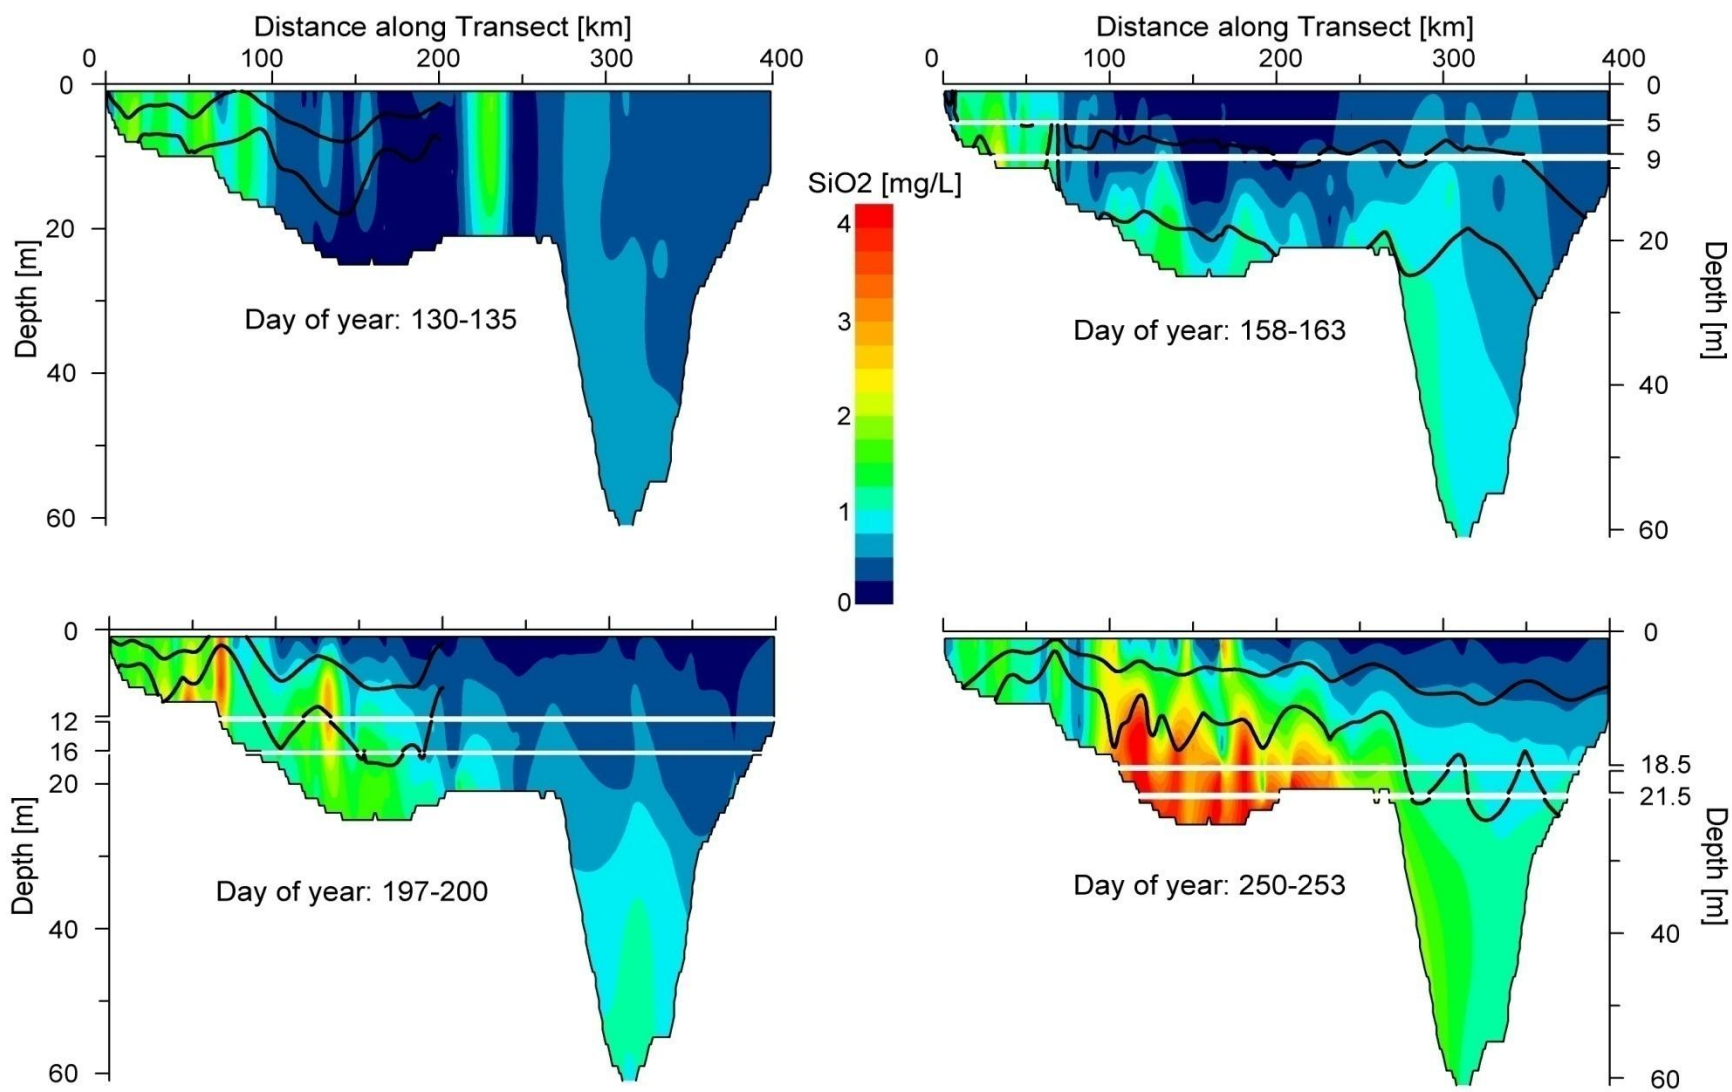 Distance along Transect [km]
0 100 200 300 400
0
20
40
60
Depth [m]
Day of year: 130-135
Distance along Transect [km]
0 100 200 300 400
0
5
9
20
40
60
Depth [m]
Day of year: 158-163
SiO2 [mg/L]
4
3
2
1
0
0
12
16
20
40
60
Depth [m]
Day of year: 197-200
0
18.5
21.5
40
60
Depth [m]
Day of year: 250-253